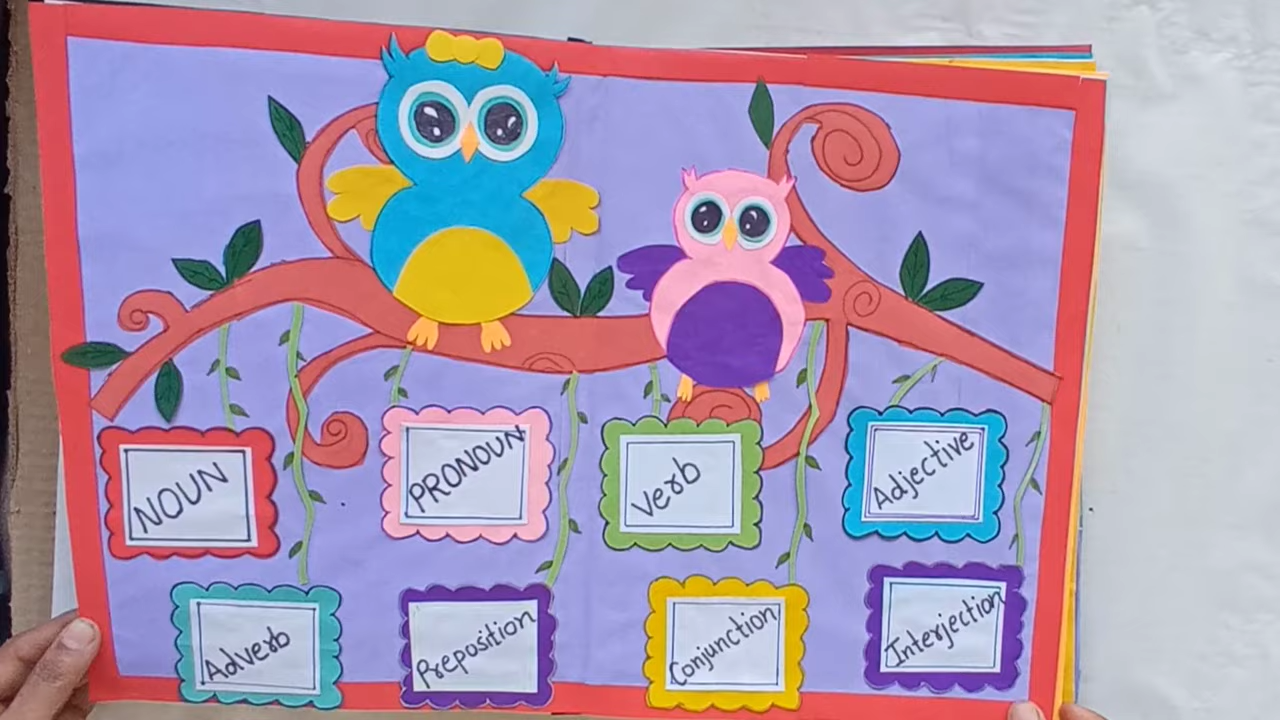 NOUN
PRONOUN
Verb
Adjective
Adverb
Preposition
Conjunction
Interjection